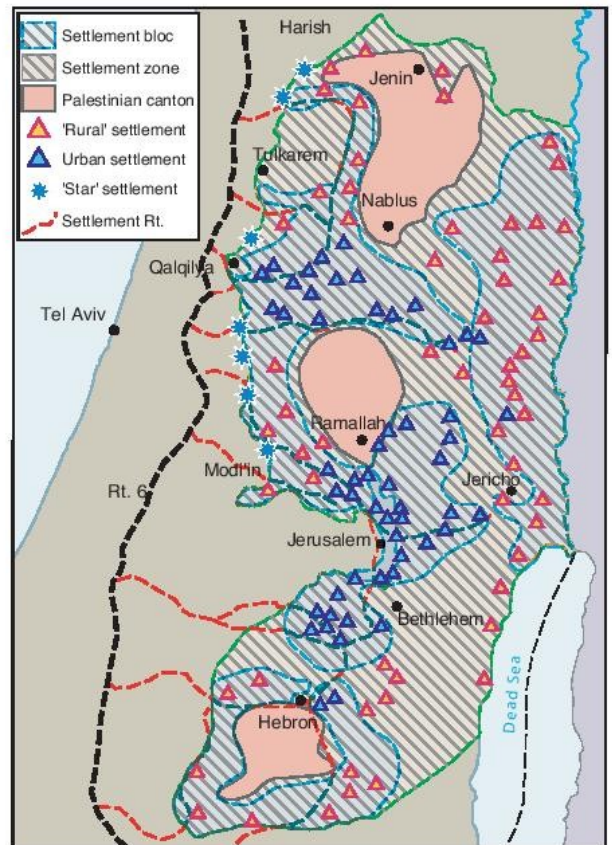 Settlement bloc
Settlement zone
Palestinian canton
'Rural' settlement
Urban settlement
'Star' settlement
Settlement Rt.
Harish
Jenin
Tulkarem
Nablus
Qalqilya
Tel Aviv
Ramallah
Modl'in
Rt. 6
Jericho
Jerusalem
Bethlehem
Dead Sea
Hebron